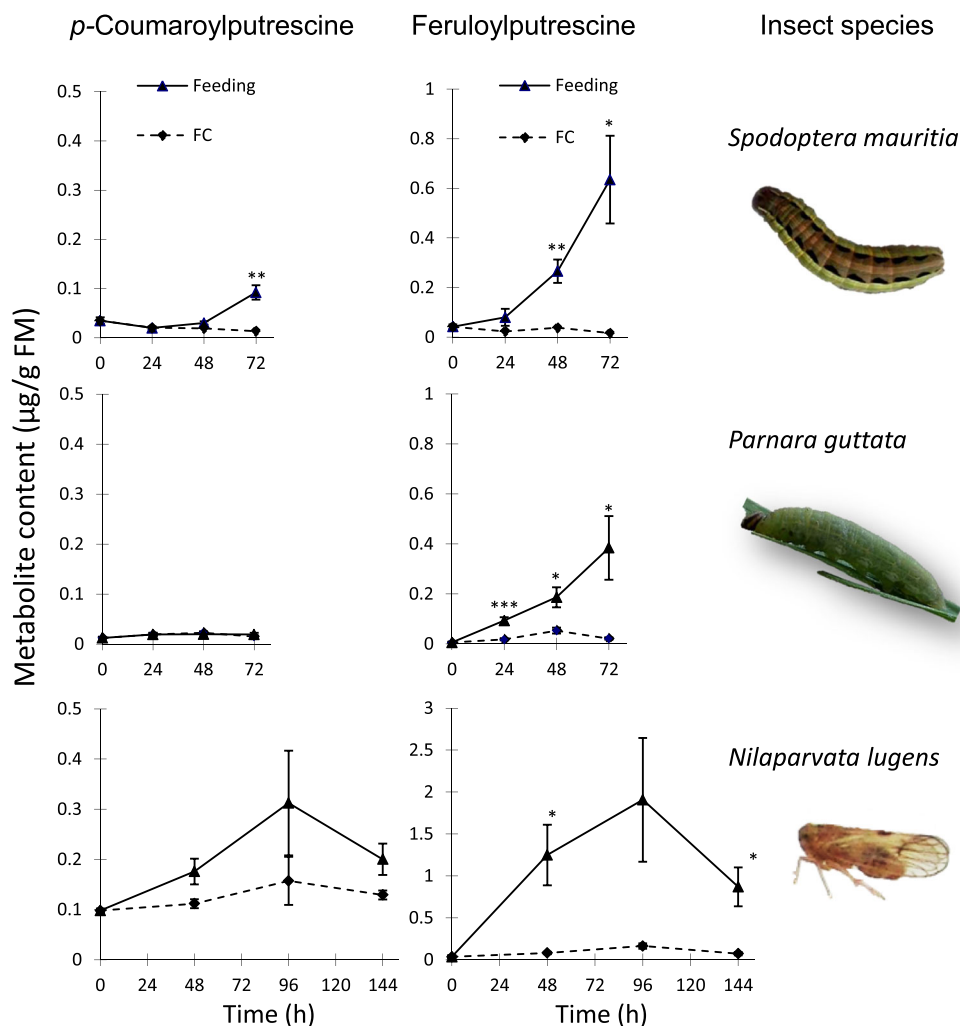 p-Coumaroylputrescine Feruloylputrescine Insect species
Metabolite content (µg/g FM)
0.5
0.4
0.3
0.2
0.1
0
Feeding
FC
**
0 24 48 72
1
0.8
0.6
0.4
0.2
0
Feeding
FC
**
*
0 24 48 72
Spodoptera mauritia
0.5
0.4
0.3
0.2
0.1
0
0 24 48 72
1
0.8
0.6
0.4
0.2
0
***
*
*
0 24 48 72
Parnara guttata
0.5
0.4
0.3
0.2
0.1
0
0 24 48 72 96 120 144
Time (h)
3
2.5
2
1.5
1
0.5
0
*
*
0 24 48 72 96 120 144
Time (h)
Nilaparvata lugens